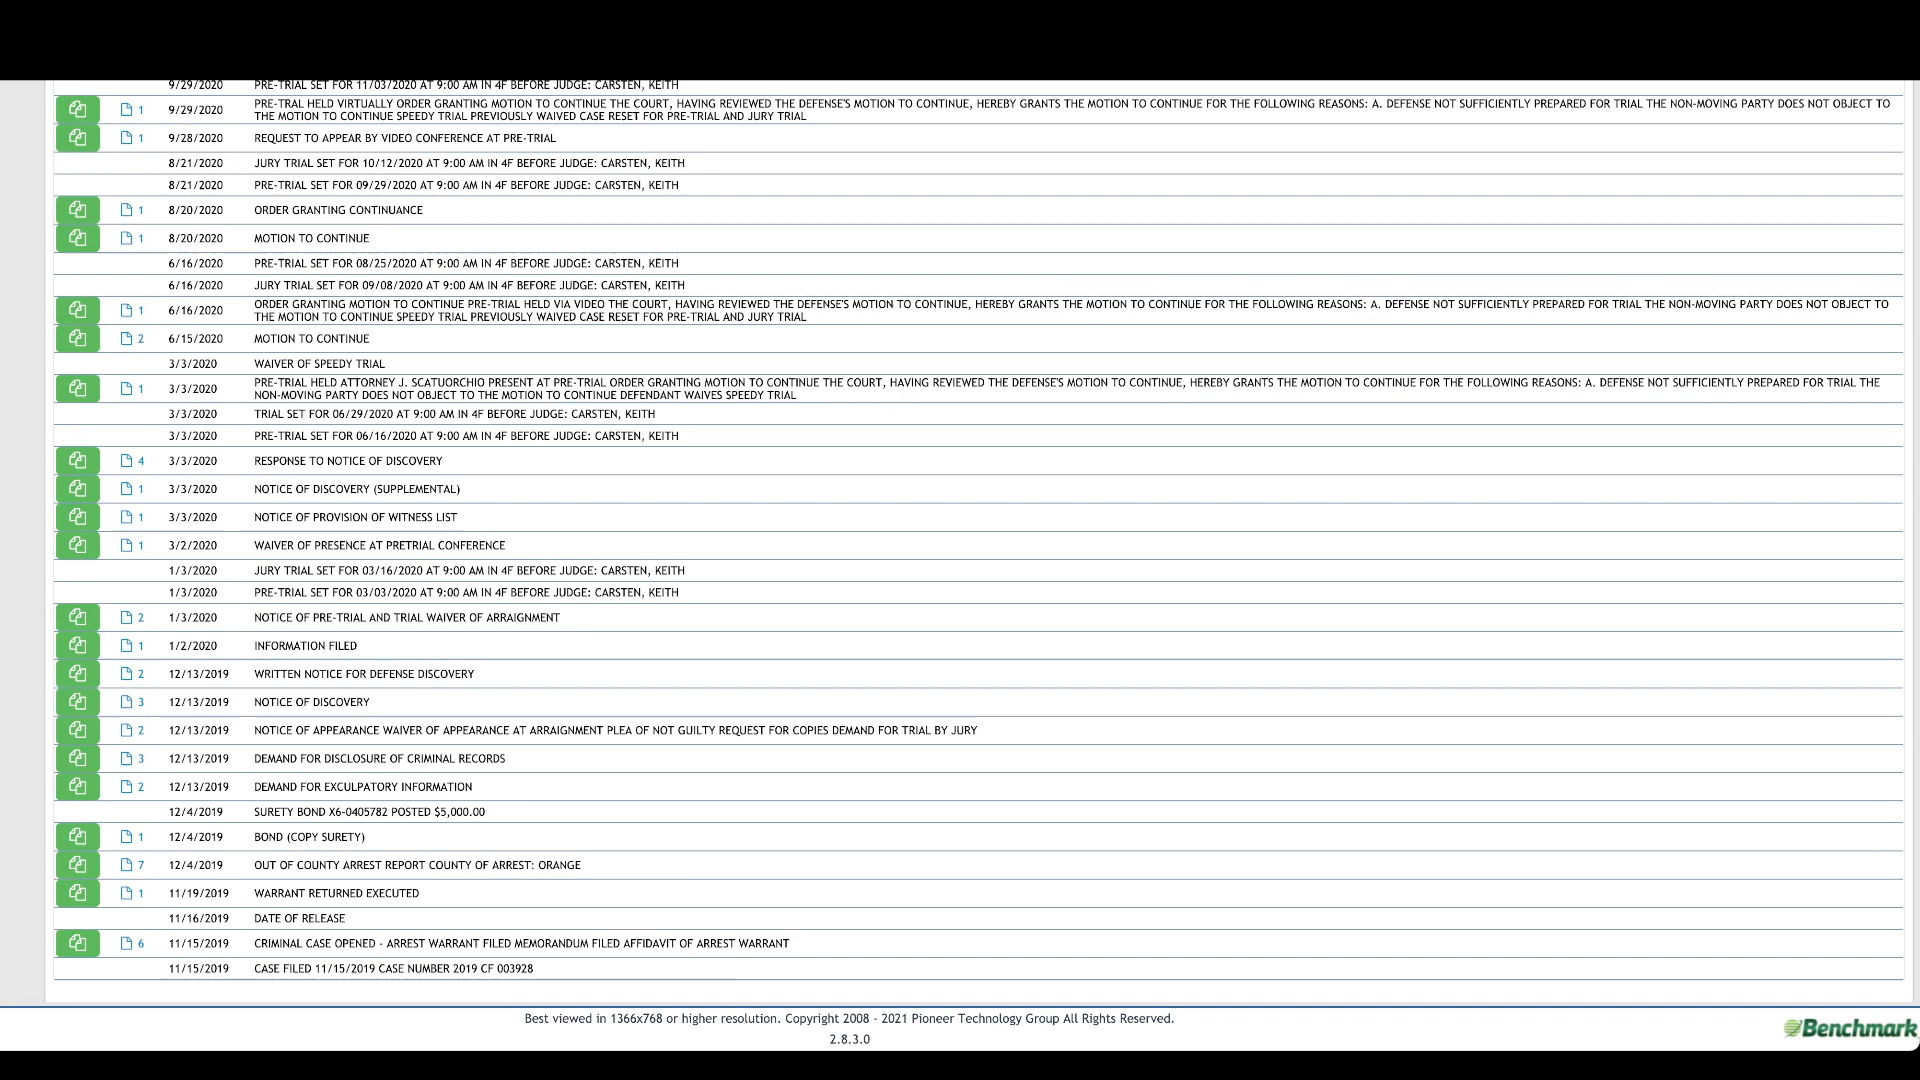 9/29/2020 PRE-TRIAL SET FOR 11/03/2020 AT 9:00 AM IN 4F BEFORE JUDGE: CARSTEN, KEITH
1 9/29/2020 PRE-TRAL HELD VIRTUALLY ORDER GRANTING MOTION TO CONTINUE THE COURT, HAVING REVIEWED THE DEFENSE'S MOTION TO CONTINUE, HEREBY GRANTS THE MOTION TO CONTINUE FOR THE FOLLOWING REASONS: A. DEFENSE NOT SUFFICIENTLY PREPARED FOR TRIAL THE NON-MOVING PARTY DOES NOT OBJECT TO
THE MOTION TO CONTINUE SPEEDY TRIAL PREVIOUSLY WAIVED CASE RESET FOR PRE-TRIAL AND JURY TRIAL
1 9/28/2020 REQUEST TO APPEAR BY VIDEO CONFERENCE AT PRE-TRIAL
8/21/2020 JURY TRIAL SET FOR 10/12/2020 AT 9:00 AM IN 4F BEFORE JUDGE: CARSTEN, KEITH
8/21/2020 PRE-TRIAL SET FOR 09/29/2020 AT 9:00 AM IN 4F BEFORE JUDGE: CARSTEN, KEITH
1 8/20/2020 ORDER GRANTING CONTINUANCE
1 8/20/2020 MOTION TO CONTINUE
6/16/2020 PRE-TRIAL SET FOR 08/25/2020 AT 9:00 AM IN 4F BEFORE JUDGE: CARSTEN, KEITH
6/16/2020 JURY TRIAL SET FOR 09/08/2020 AT 9:00 AM IN 4F BEFORE JUDGE: CARSTEN, KEITH
1 6/16/2020 ORDER GRANTING MOTION TO CONTINUE PRE-TRIAL HELD VIA VIDEO THE COURT, HAVING REVIEWED THE DEFENSE'S MOTION TO CONTINUE, HEREBY GRANTS THE MOTION TO CONTINUE FOR THE FOLLOWING REASONS: A. DEFENSE NOT SUFFICIENTLY PREPARED FOR TRIAL THE NON-MOVING PARTY DOES NOT OBJECT TO
THE MOTION TO CONTINUE SPEEDY TRIAL PREVIOUSLY WAIVED CASE RESET FOR PRE-TRIAL AND JURY TRIAL
2 6/15/2020 MOTION TO CONTINUE
3/3/2020 WAIVER OF SPEEDY TRIAL
1 3/3/2020 PRE-TRIAL HELD ATTORNEY J. SCATUORCHIO PRESENT AT PRE-TRIAL ORDER GRANTING MOTION TO CONTINUE THE COURT, HAVING REVIEWED THE DEFENSE'S MOTION TO CONTINUE, HEREBY GRANTS THE MOTION TO CONTINUE FOR THE FOLLOWING REASONS: A. DEFENSE NOT SUFFICIENTLY PREPARED FOR TRIAL THE
NON-MOVING PARTY DOES NOT OBJECT TO THE MOTION TO CONTINUE DEFENDANT WAIVES SPEEDY TRIAL
3/3/2020 TRIAL SET FOR 06/29/2020 AT 9:00 AM IN 4F BEFORE JUDGE: CARSTEN, KEITH
3/3/2020 PRE-TRIAL SET FOR 06/16/2020 AT 9:00 AM IN 4F BEFORE JUDGE: CARSTEN, KEITH
4 3/3/2020 RESPONSE TO NOTICE OF DISCOVERY
1 3/3/2020 NOTICE OF DISCOVERY (SUPPLEMENTAL)
1 3/3/2020 NOTICE OF PROVISION OF WITNESS LIST
1 3/2/2020 WAIVER OF PRESENCE AT PRETRIAL CONFERENCE
1/3/2020 JURY TRIAL SET FOR 03/16/2020 AT 9:00 AM IN 4F BEFORE JUDGE: CARSTEN, KEITH
1/3/2020 PRE-TRIAL SET FOR 03/03/2020 AT 9:00 AM IN 4F BEFORE JUDGE: CARSTEN, KEITH
2 1/3/2020 NOTICE OF PRE-TRIAL AND TRIAL WAIVER OF ARRAIGNMENT
1 1/2/2020 INFORMATION FILED
2 12/13/2019 WRITTEN NOTICE FOR DEFENSE DISCOVERY
3 12/13/2019 NOTICE OF DISCOVERY
2 12/13/2019 NOTICE OF APPEARANCE WAIVER OF APPEARANCE AT ARRAIGNMENT PLEA OF NOT GUILTY REQUEST FOR COPIES DEMAND FOR TRIAL BY JURY
3 12/13/2019 DEMAND FOR DISCLOSURE OF CRIMINAL RECORDS
2 12/13/2019 DEMAND FOR EXCULPATORY INFORMATION
12/4/2019 SURETY BOND X6-0405782 POSTED $5,000.00
1 12/4/2019 BOND (COPY SURETY)
7 12/4/2019 OUT OF COUNTY ARREST REPORT COUNTY OF ARREST: ORANGE
1 11/19/2019 WARRANT RETURNED EXECUTED
11/16/2019 DATE OF RELEASE
6 11/15/2019 CRIMINAL CASE OPENED - ARREST WARRANT FILED MEMORANDUM FILED AFFIDAVIT OF ARREST WARRANT
11/15/2019 CASE FILED 11/15/2019 CASE NUMBER 2019 CF 003928
Best viewed in 1366x768 or higher resolution. Copyright 2008 - 2021 Pioneer Technology Group All Rights Reserved.
2.8.3.0
Benchmark